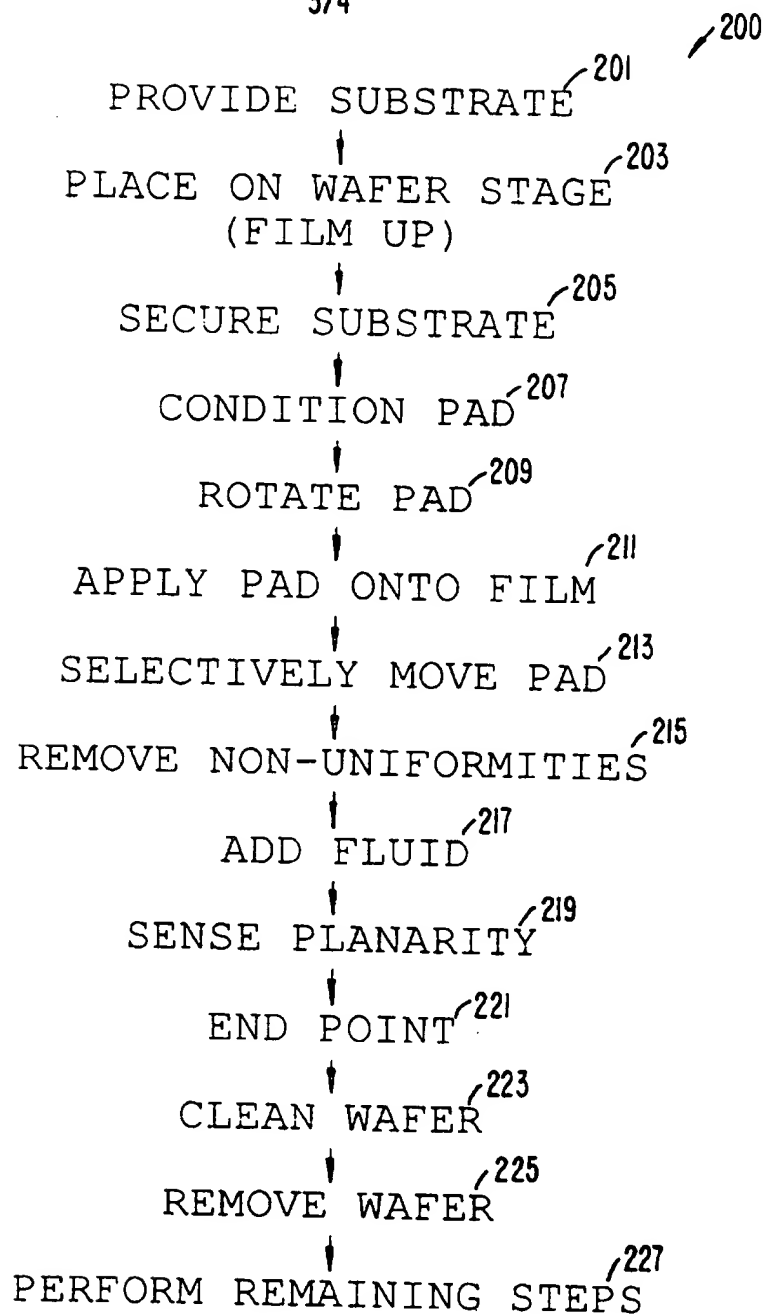 3/4
200
PROVIDE SUBSTRATE 201
PLACE ON WAFER STAGE 203
(FILM UP)
SECURE SUBSTRATE 205
CONDITION PAD 207
ROTATE PAD 209
APPLY PAD ONTO FILM 211
SELECTIVELY MOVE PAD 213
REMOVE NON-UNIFORMITIES 215
ADD FLUID 217
SENSE PLANARITY 219
END POINT 221
CLEAN WAFER 223
REMOVE WAFER 225
PERFORM REMAINING STEPS 227